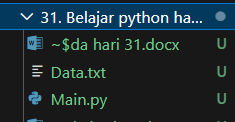 31. Belajar python ha...
~$da hari 31.docx
Data.txt
Main.py